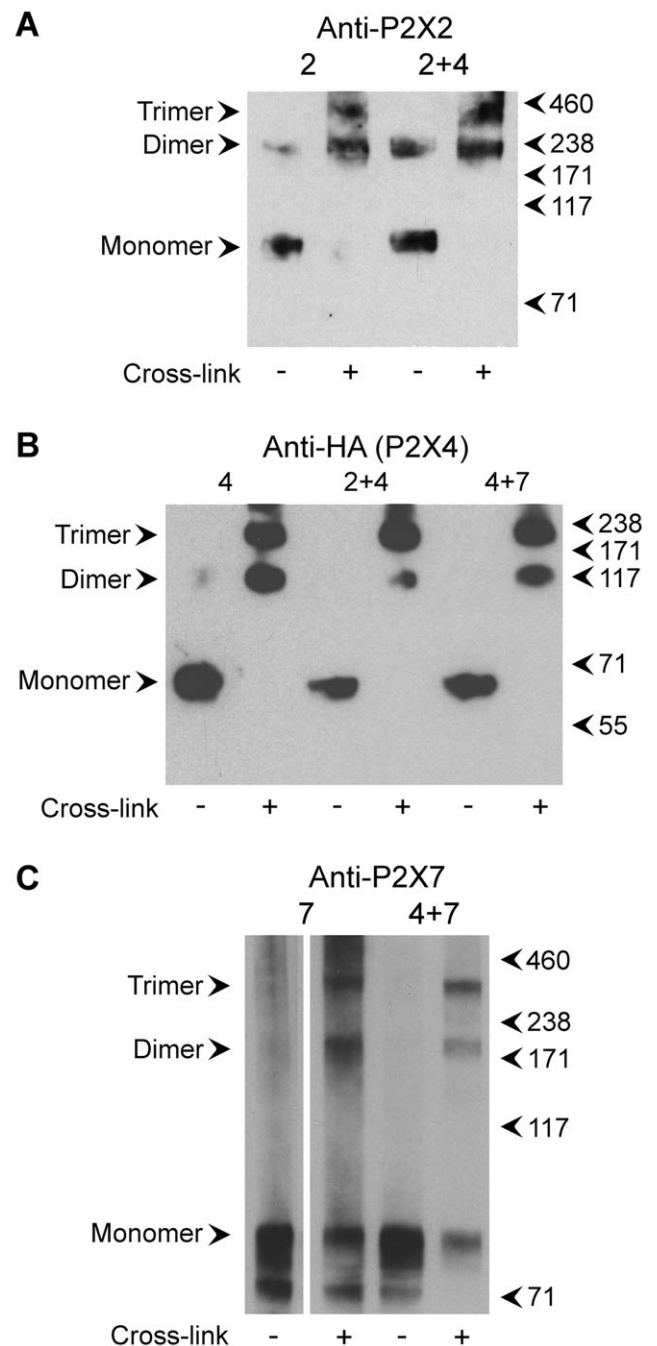 A
Anti-P2X2
2 2+4
Trimer 460
Dimer 238
171
117
Monomer
71
Cross-link - + - +
B
Anti-HA (P2X4)
4 2+4 4+7
238
Trimer
171
Dimer 117
71
Monomer
55
Cross-link - + - + - +
C
Anti-P2X7
7 4+7
460
Trimer
238
Dimer
171
117
Monomer
71
Cross-link - + - +